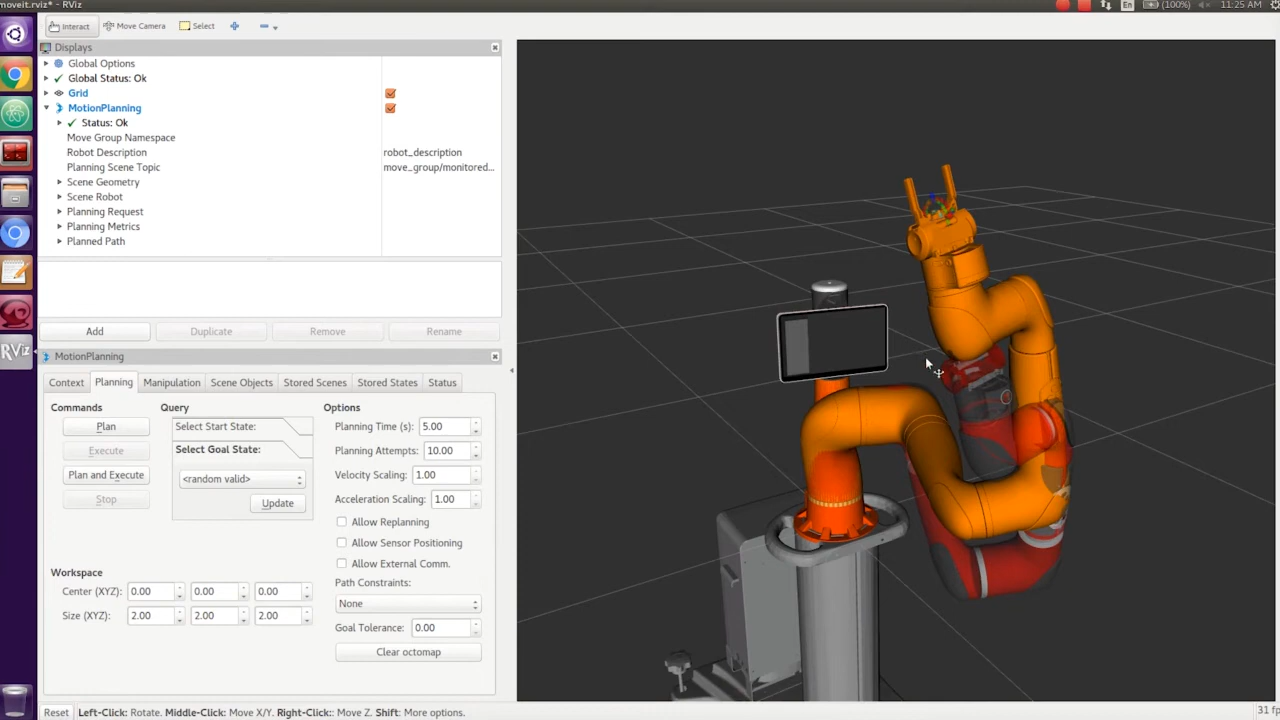 moveit.rviz* - RViz
En
(100%)
11:25 AM
Interact
Move Camera
Select
Displays
Global Options
Global Status: Ok
Grid
MotionPlanning
Status: Ok
Move Group Namespace
Robot Description robot_description
Planning Scene Topic move_group/monitored...
Scene Geometry
Scene Robot
Planning Request
Planning Metrics
Planned Path
Add Duplicate Remove Rename
MotionPlanning
Context Planning Manipulation Scene Objects Stored Scenes Stored States Status
Commands
Plan
Execute
Plan and Execute
Stop
Query
Select Start State:
Select Goal State:
<random valid>
Update
Options
Planning Time (s): 5.00
Planning Attempts: 10.00
Velocity Scaling: 1.00
Acceleration Scaling: 1.00
Allow Replanning
Allow Sensor Positioning
Allow External Comm.
Path Constraints:
None
Goal Tolerance: 0.00
Clear octomap
Workspace
Center (XYZ): 0.00 0.00 0.00
Size (XYZ): 2.00 2.00 2.00
RViz
Reset Left-Click: Rotate. Middle-Click: Move X/Y. Right-Click:: Move Z. Shift: More options.
31 fp